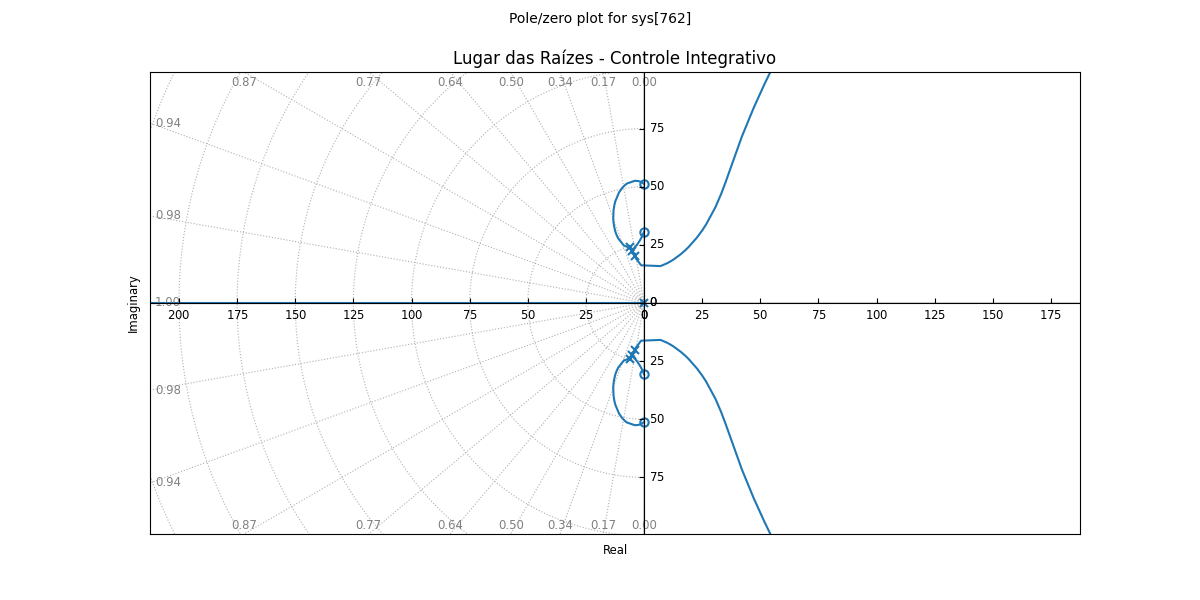 Pole/zero plot for sys[762]
Lugar das Raízes - Controle Integrativo
0.87 0.77 0.64 0.50 0.34 0.17 0.00
0.94
75
0.98
50
25
1.00 0
200 175 150 125 100 75 50 25 0 25 50 75 100 125 150 175
25
0.98
50
75
0.94
0.87 0.77 0.64 0.50 0.34 0.17 0.00
Imaginary
Real